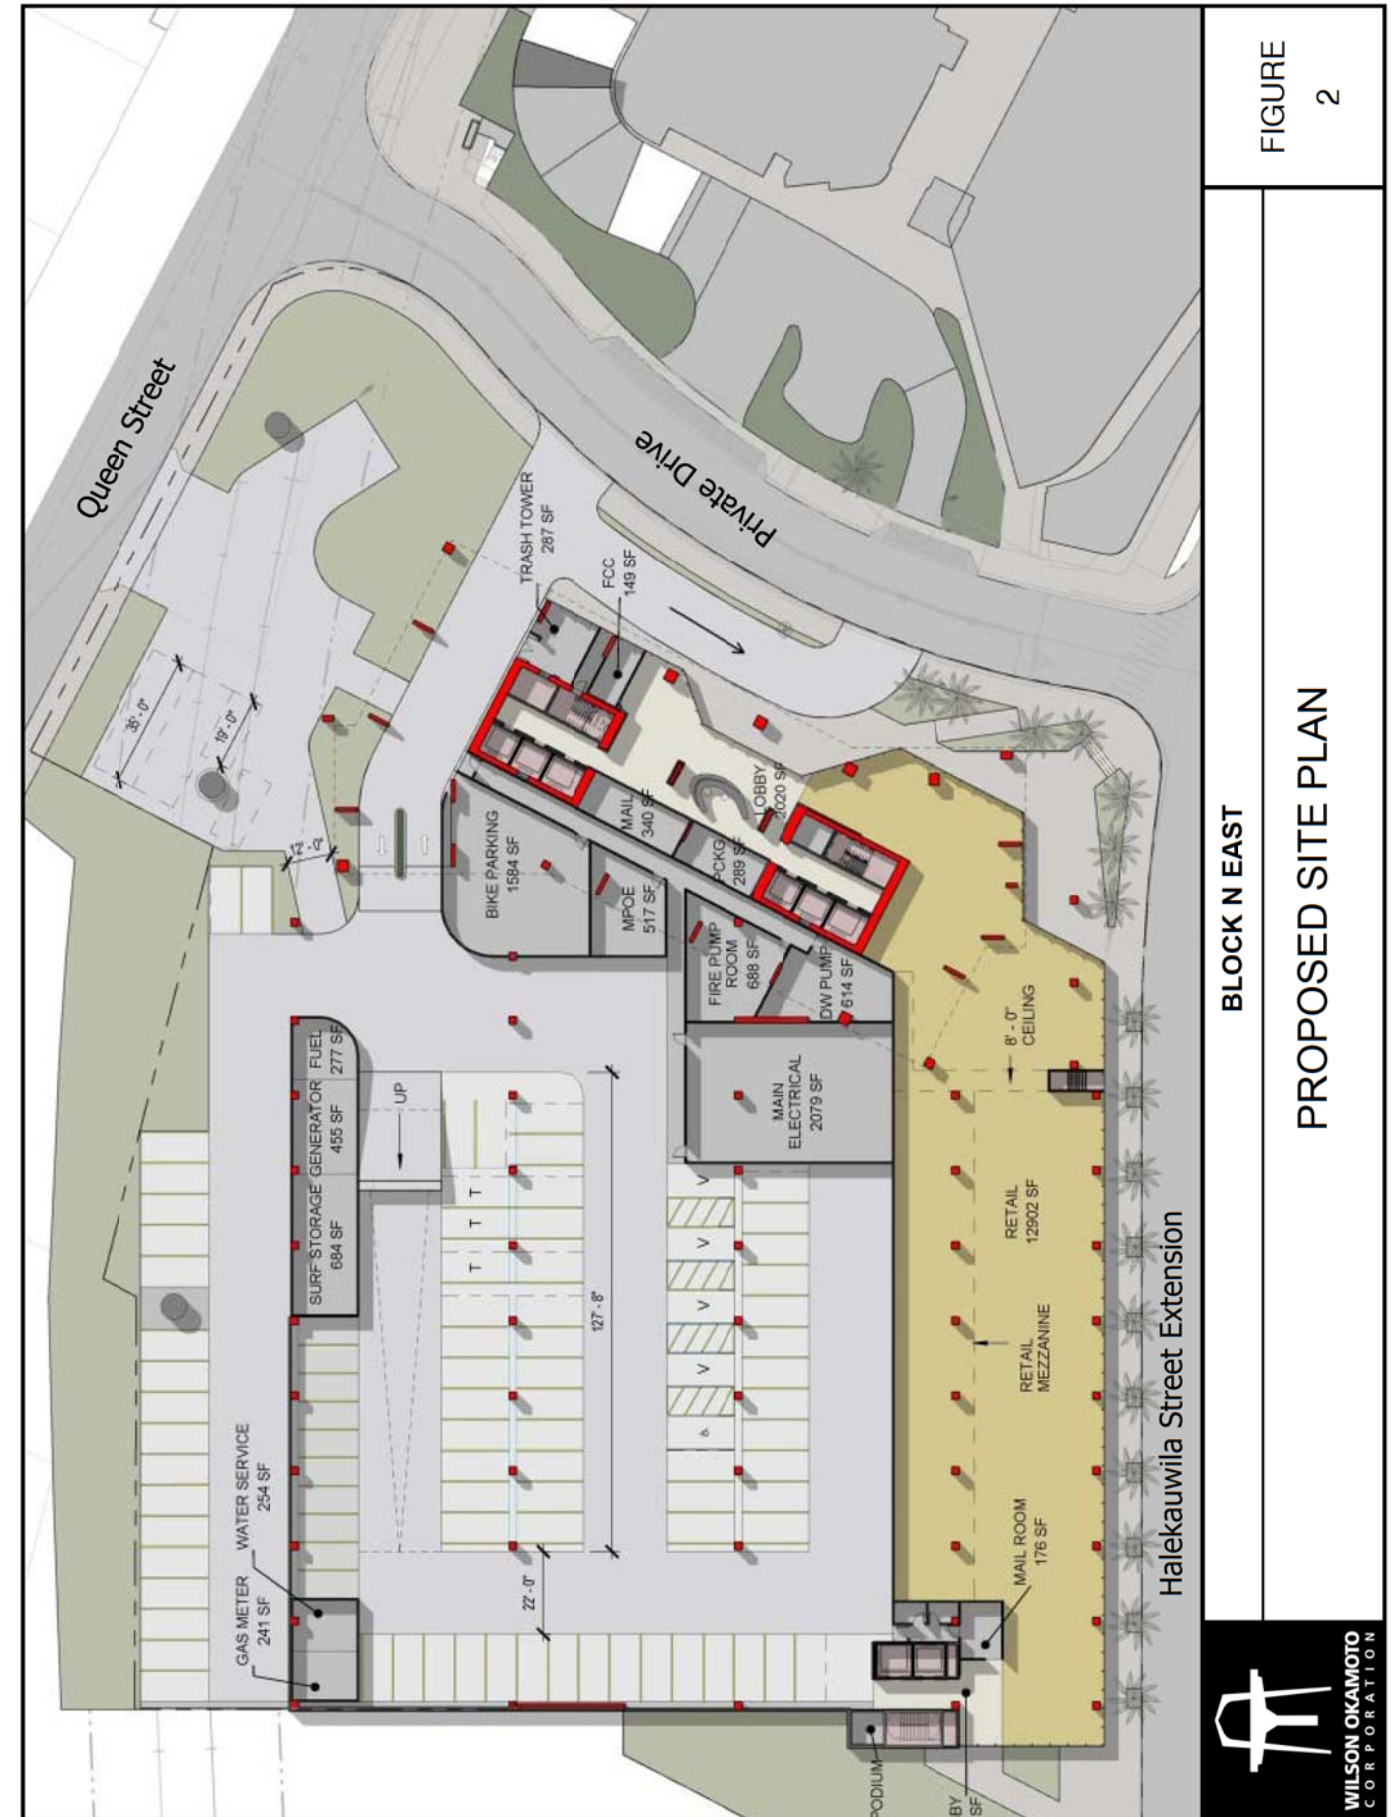 Queen Street
Private Drive
Halekauwila Street Extension
35' - 0"
19' - 0"
12' - 0"
TRASH TOWER
287 SF
FCC
149 SF
LOBBY
2020 SF
MAIL
340 SF
PCKG
289 SF
BIKE PARKING
1584 SF
MPOE
517 SF
FIRE PUMP
ROOM
688 SF
DW PUMP
614 SF
MAIN
ELECTRICAL
2079 SF
FUEL
277 SF
GENERATOR
455 SF
SURF STORAGE
684 SF
UP
T
T
T
V
V
V
V
127' - 8"
22' - 0"
WATER SERVICE
254 SF
GAS METER
241 SF
8' - 0"
CEILING
RETAIL
12902 SF
RETAIL
MEZZANINE
MAIL ROOM
176 SF
PODIUM
BY
SF
BLOCK N EAST
PROPOSED SITE PLAN
FIGURE
2
WILSON OKAMOTO
CORPORATION